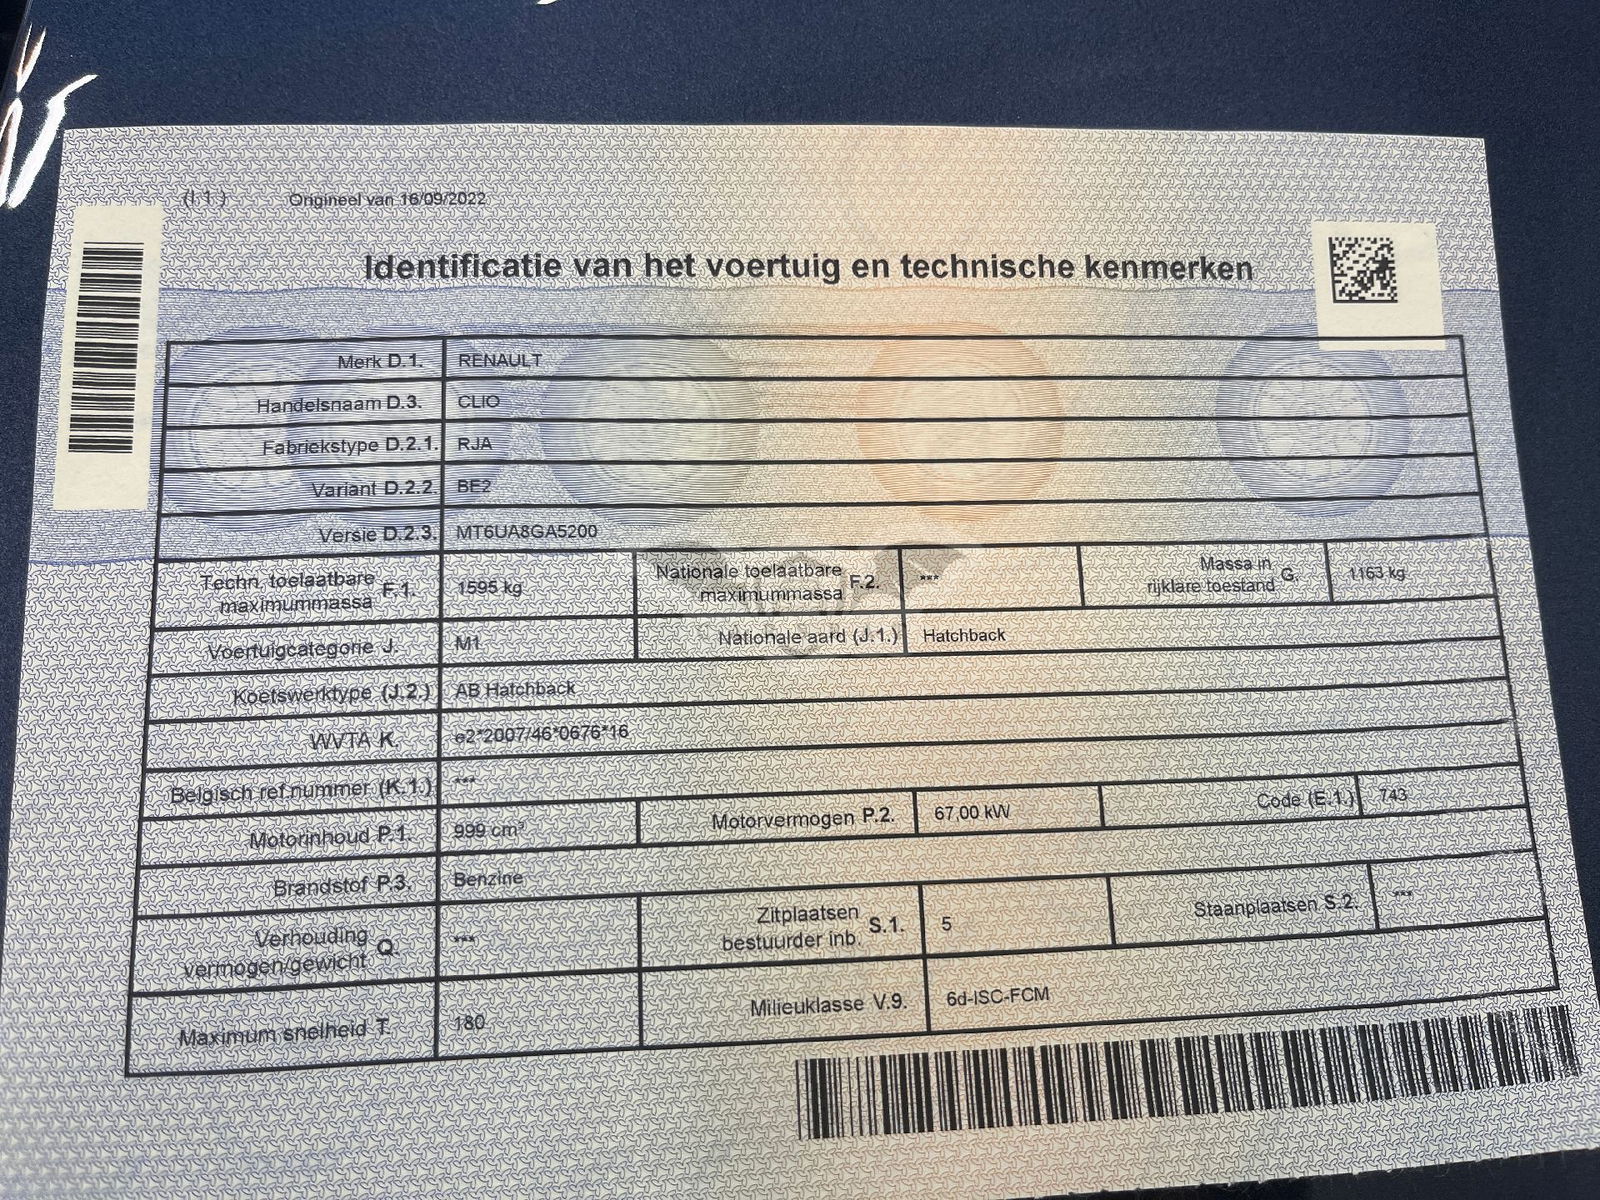 (I.1.) Origineel van 16/09/2022
Identificatie van het voertuig en technische kenmerken
Merk D.1. RENAULT
Handelsnaam D.3. CLIO
Fabriekstype D.2.1. RJA
Variant D.2.2. BE2
Versie D.2.3. MT6UA8GA5200
Techn. toelaatbare maximummassa F.1. 1595 kg Nationale toelaatbare maximummassa F.2. *** Massa in rijklare toestand G. 1163 kg
Voertuigcategorie J. M1 Nationale aard (J.1.) Hatchback
Koetswerktype (J.2.) AB Hatchback
WVTA K. e2*2007/46*0676*16
Belgisch ref.nummer (K.1.) ***
Motorinhoud P.1. 999 cm³ Motorvermogen P.2. 67,00 kW Code (E.1.) 743
Brandstof P.3. Benzine
Verhouding vermogen/gewicht Q. *** Zitplaatsen bestuurder inb. S.1. 5 Staanplaatsen S.2. ***
Maximum snelheid T. 180 Milieuklasse V.9. 6d-ISC-FCM